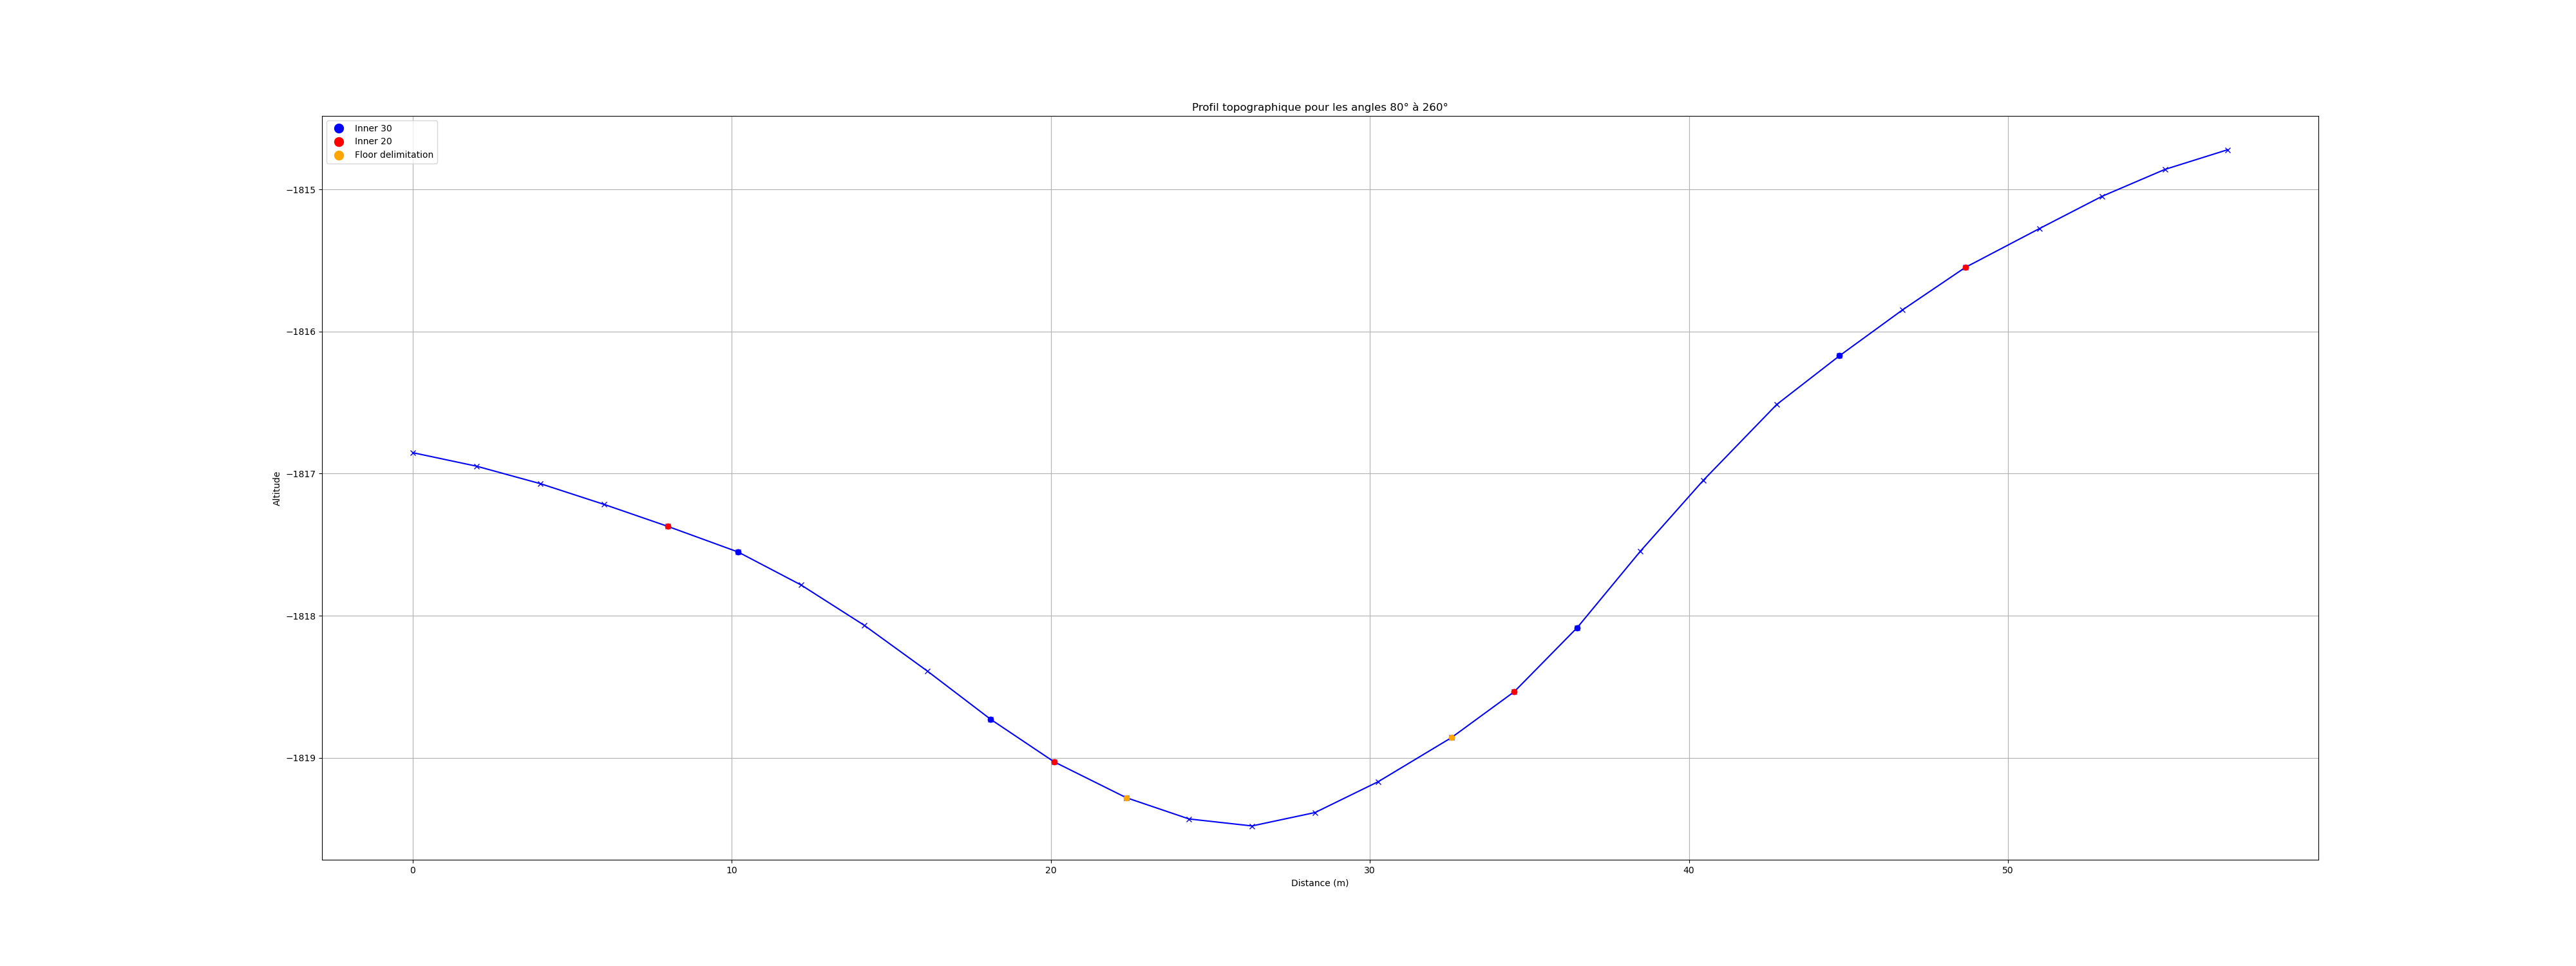 Profil topographique pour les angles 80° à 260°
Inner 30
Inner 20
Floor delimitation
Altitude
−1815
−1816
−1817
−1818
−1819
0 10 20 30 40 50
Distance (m)